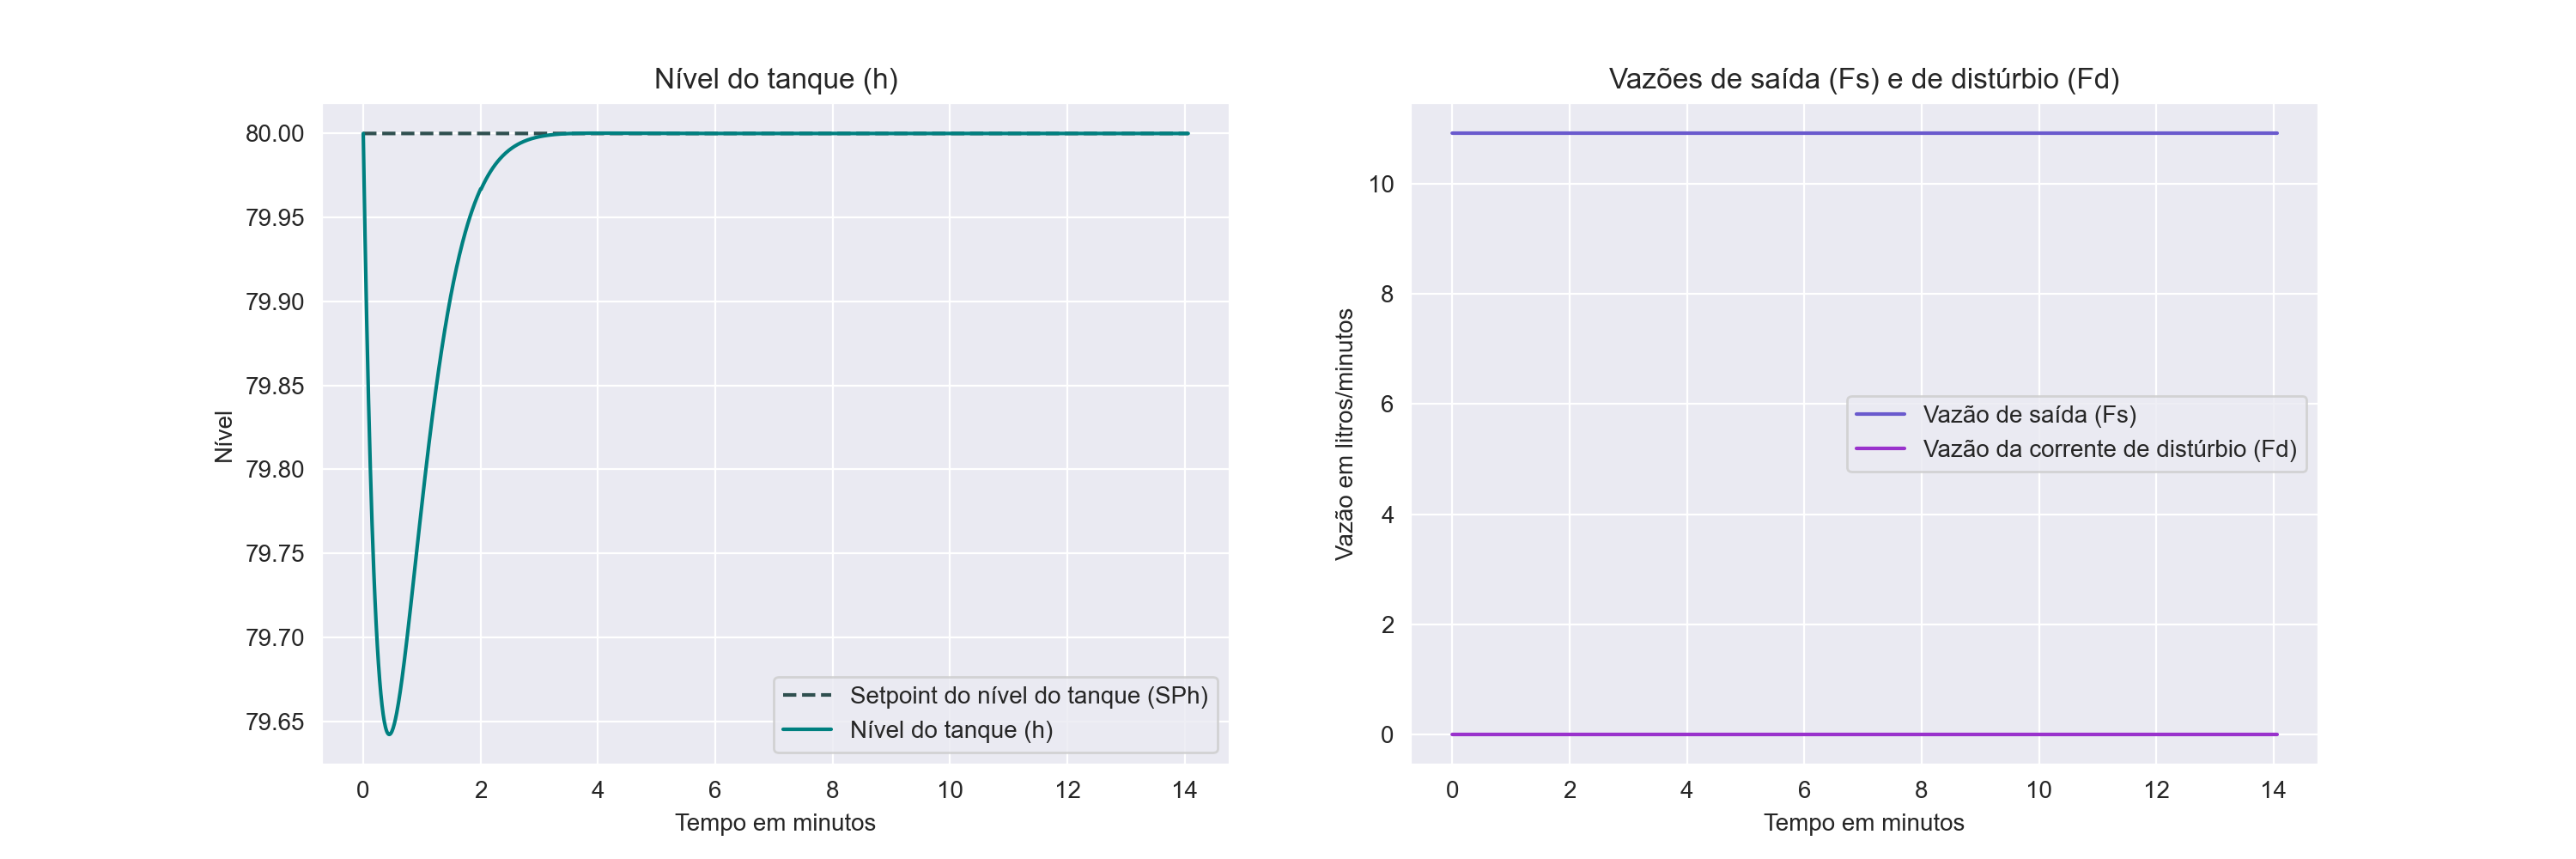 Nível do tanque (h)
80.00
79.95
79.90
79.85
79.80
79.75
79.70
79.65
Nível
Setpoint do nível do tanque (SPh)
Nível do tanque (h)
0 2 4 6 8 10 12 14
Tempo em minutos
Vazões de saída (Fs) e de distúrbio (Fd)
10
8
6
4
2
0
Vazão em litros/minutos
Vazão de saída (Fs)
Vazão da corrente de distúrbio (Fd)
0 2 4 6 8 10 12 14
Tempo em minutos